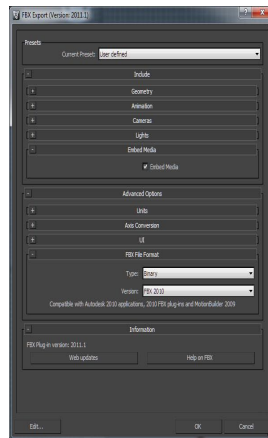 FBX Export (Version: 2011.1)
Presets
Current Preset: User defined
Include
Geometry
Animation
Cameras
Lights
Embed Media
Embed Media
Advanced Options
Units
Axis Conversion
UI
FBX File Format
Type: Binary
Version: FBX 2010
Compatible with Autodesk 2010 applications, 2010 FBX plug-ins and MotionBuilder 2009
Information
FBX Plug-in version: 2011.1
Web updates Help on FBX
Edit... OK Cancel